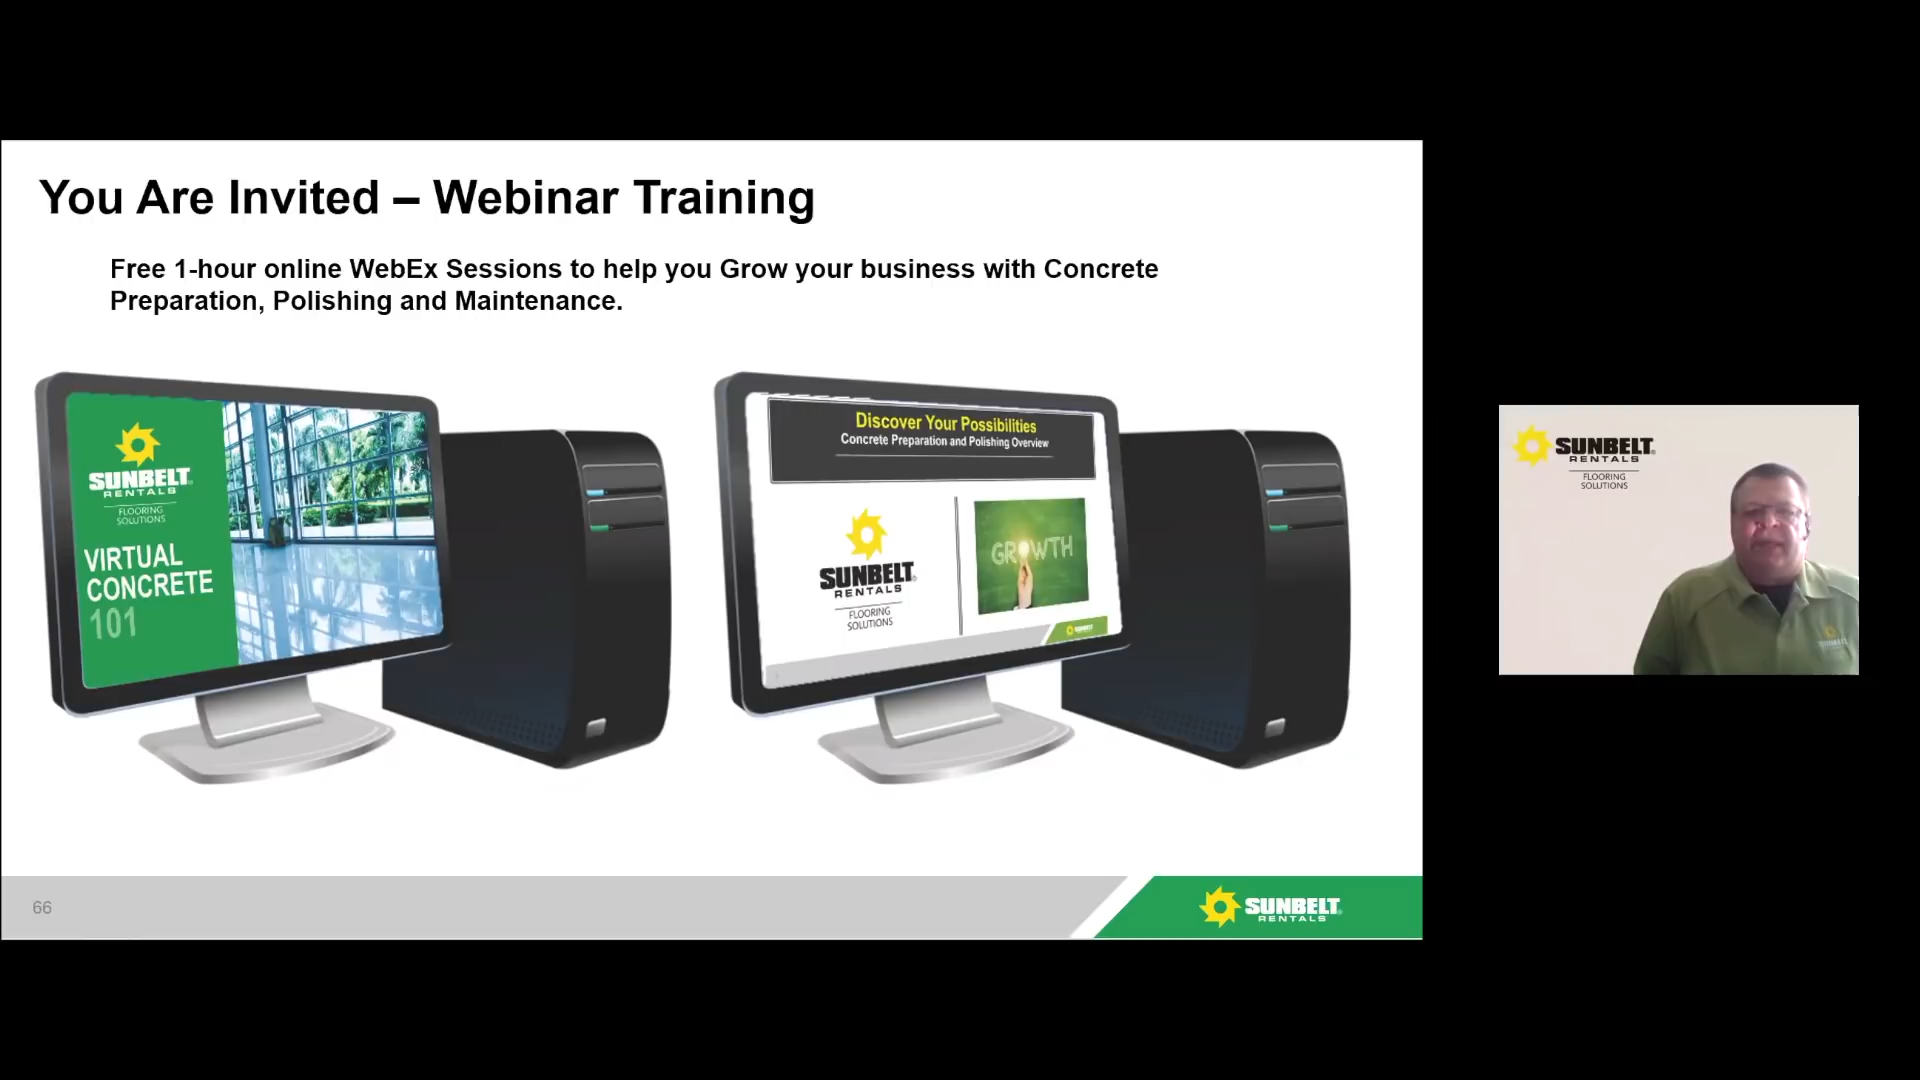 You Are Invited – Webinar Training
Free 1-hour online WebEx Sessions to help you Grow your business with Concrete
Preparation, Polishing and Maintenance.
SUNBELT
RENTALS
FLOORING
SOLUTIONS
VIRTUAL
CONCRETE
101
Discover Your Possibilities
Concrete Preparation and Polishing Overview
SUNBELT
RENTALS
FLOORING
SOLUTIONS
GROWTH
SUNBELT
66
SUNBELT
RENTALS
SUNBELT
RENTALS
FLOORING
SOLUTIONS
SUNBELT